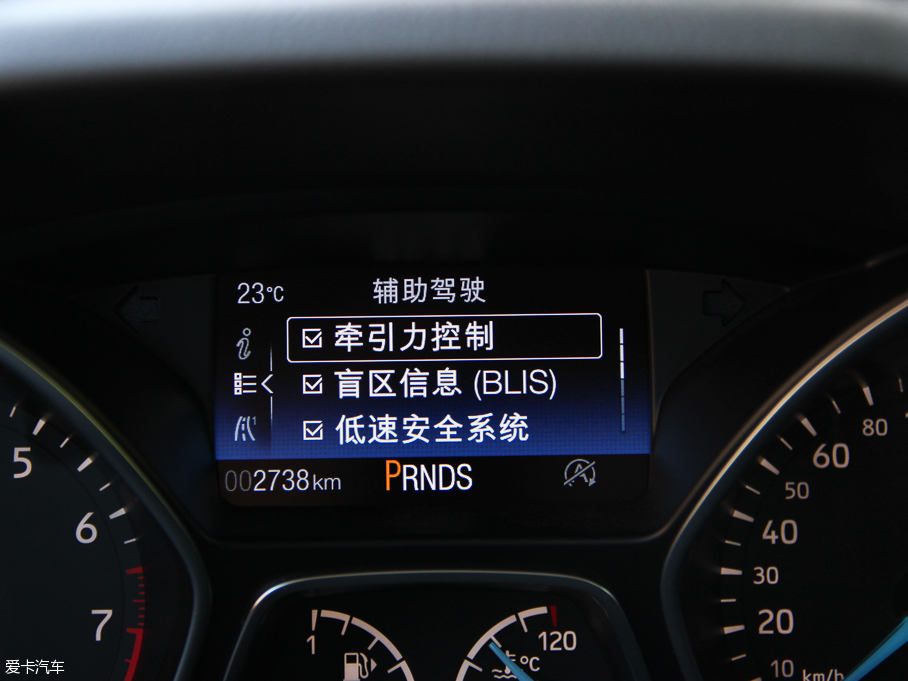 23℃ 辅助驾驶
牵引力控制
盲区信息 (BLIS)
低速安全系统
002738km PRNDS
5
6
7
80
60
50
40
30
20
10 km/h
1
120
℃
爱卡汽车